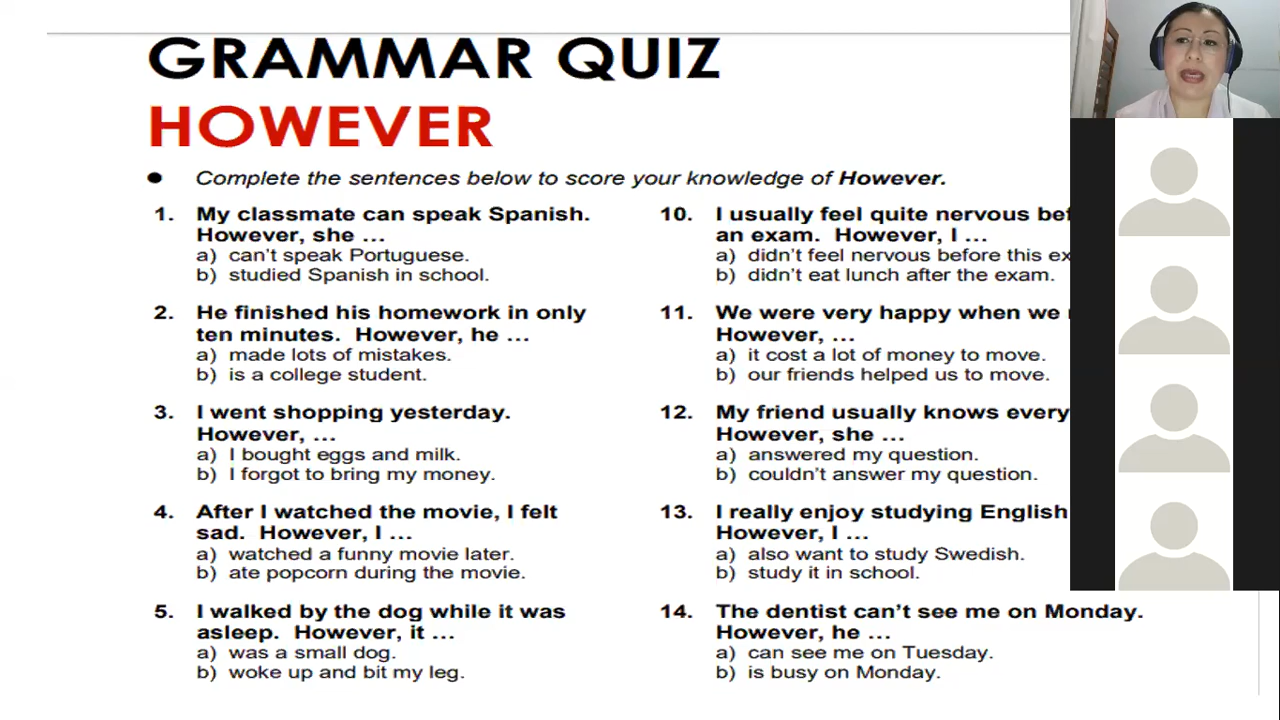 GRAMMAR QUIZ
HOWEVER
● Complete the sentences below to score your knowledge of However.
1. My classmate can speak Spanish.
However, she …
a) can't speak Portuguese.
b) studied Spanish in school.
2. He finished his homework in only
ten minutes. However, he …
a) made lots of mistakes.
b) is a college student.
3. I went shopping yesterday.
However, …
a) I bought eggs and milk.
b) I forgot to bring my money.
4. After I watched the movie, I felt
sad. However, I …
a) watched a funny movie later.
b) ate popcorn during the movie.
5. I walked by the dog while it was
asleep. However, it …
a) was a small dog.
b) woke up and bit my leg.
10. I usually feel quite nervous
an exam. However, I …
a) didn't feel nervous before this
b) didn't eat lunch after the exam.
11. We were very happy when we
However, …
a) it cost a lot of money to move.
b) our friends helped us to move.
12. My friend usually knows
However, she …
a) answered my question.
b) couldn't answer my question.
13. I really enjoy studying English
However, I …
a) also want to study Swedish.
b) study it in school.
14. The dentist can't see me on Monday.
However, he …
a) can see me on Tuesday.
b) is busy on Monday.